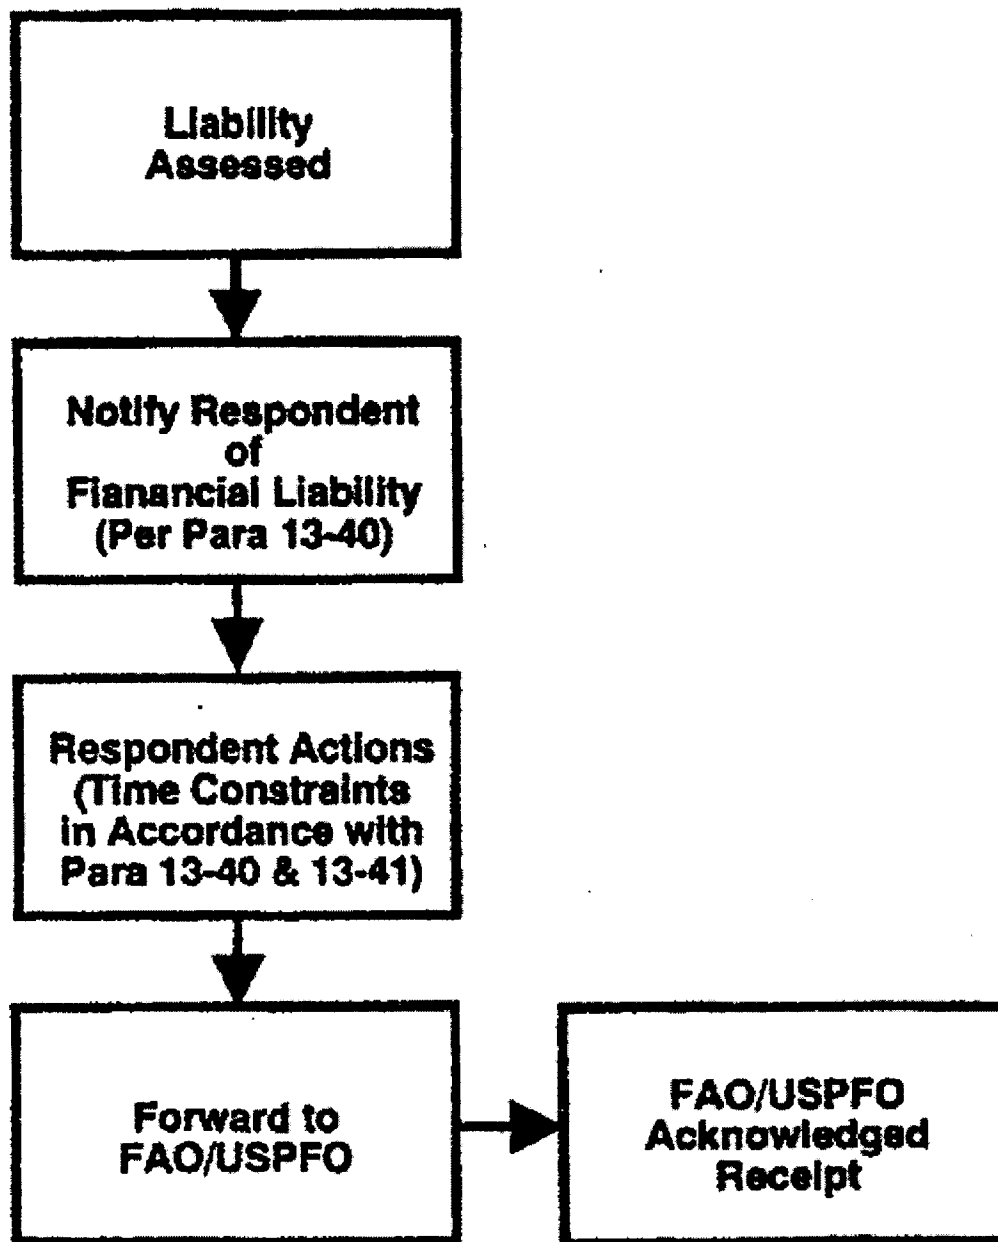 Liability
Assessed
Notify Respondent
of
Fianancial Liability
(Per Para 13-40)
Respondent Actions
(Time Constraints
in Accordance with
Para 13-40 & 13-41)
Forward to
FAO/USPFO
FAO/USPFO
Acknowledged
Receipt